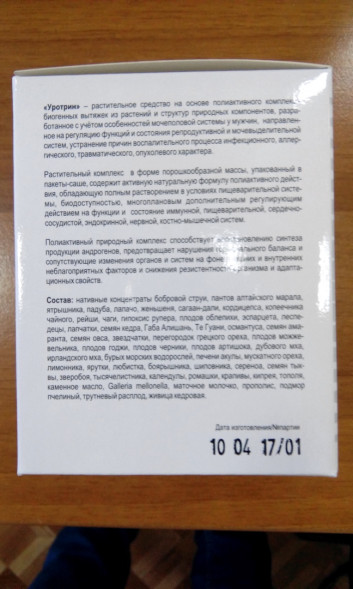 «Уротрин» – растительное средство на основе полиактивного
биогенных вытяжек из растений и структур природных компонентов,
ботанное с учётом особенностей мочеполовой системы у мужчин, направлен-
ное на регуляцию функций и состояния репродуктивной и мочевыделительной
систем, устранение причин воспалительного процесса инфекционного, аллер-
гического, травматического, опухолевого характера.
Растительный комплекс в форме порошкообразной массы, упакованный в
пакеты-саше, содержит активную натуральную формулу полиактивного дейст-
вия, обладающую полным растворением в условиях пищеварительной систе-
мы, биодоступностью, многоплановым дополнительным регулирующим
действием на функции и состояние иммунной, пищеварительной, сердечно-
сосудистой, эндокринной, нервной, костно-мышечной систем.
Полиактивный природный комплекс способствует восстановлению синтеза
продукции андрогенов, предотвращает нарушения баланса и
сопутствующие изменения органов и систем на фоне и внутренних
неблагоприятных факторов и снижения резистентности организма и адапта-
ционных свойств.
Состав: нативные концентраты бобровой струи, пантов алтайского марала,
ятрышника, падуба, лапачо, женьшеня, сагаан-дали, кордицепса, копеечника
чайного, рейши, чаги, гипоксис рупера, плодов облепихи, эспарцета, леспе-
децы, лапчатки, семян кедра, Габа Алишань, Те Гуани, османтуса, семян ама-
ранта, семян овса, звездчатки, перегородок грецкого ореха, плодов можже-
вельника, плодов годжи, плодов черники, плодов артишока, дубового мха,
ирландского мха, бурых морских водорослей, печени акулы, мускатного ореха,
лимонника, ярутки, любистка, боярышника, шиповника, сереноа, семян тык-
вы, зверобоя, тысячелистника, календулы, ромашки, крапивы, кипрея, тополя,
каменное масло, Galleria mellonella, маточное молочко, прополис, подмор
пчелиный, трутневый расплод, живица кедровая.
Дата изготовления/№партии
10 04 17/01